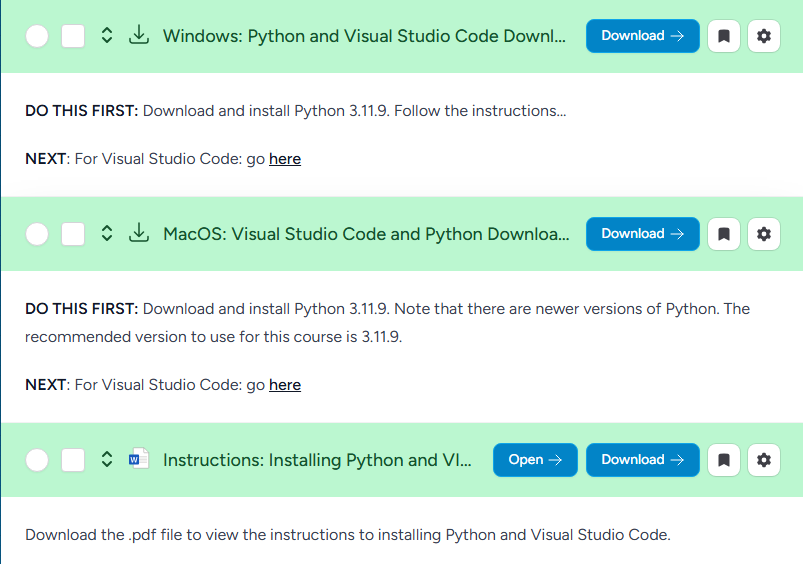 Windows: Python and Visual Studio Code Downl...
Download
DO THIS FIRST: Download and install Python 3.11.9. Follow the instructions...
NEXT: For Visual Studio Code: go here
MacOS: Visual Studio Code and Python Downloa...
Download
DO THIS FIRST: Download and install Python 3.11.9. Note that there are newer versions of Python. The
recommended version to use for this course is 3.11.9.
NEXT: For Visual Studio Code: go here
W
Instructions: Installing Python and VI...
Open
Download
Download the .pdf file to view the instructions to installing Python and Visual Studio Code.